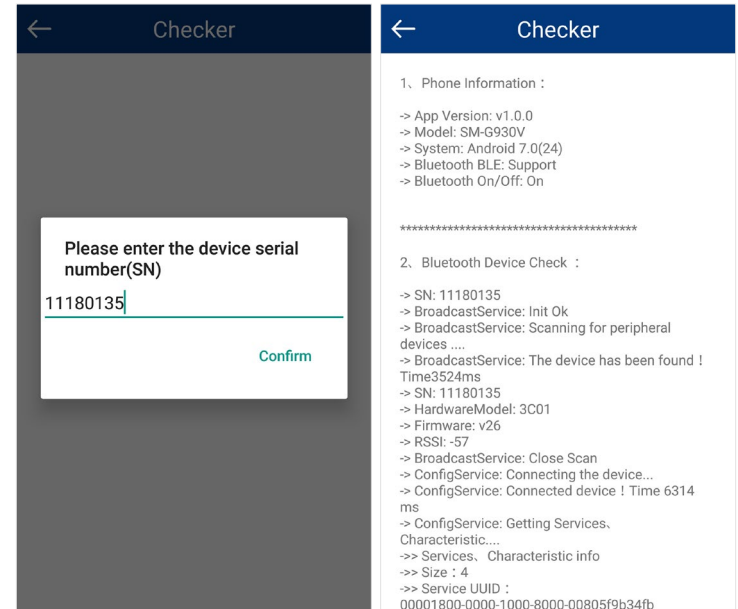 Checker
Please enter the device serial
number(SN)
11180135
Confirm
Checker
1、Phone Information：
-> App Version: v1.0.0
-> Model: SM-G930V
-> System: Android 7.0(24)
-> Bluetooth BLE: Support
-> Bluetooth On/Off: On
****************************************
2、Bluetooth Device Check ：
-> SN: 11180135
-> BroadcastService: Init Ok
-> BroadcastService: Scanning for peripheral
devices ....
-> BroadcastService: The device has been found！
Time3524ms
-> SN: 11180135
-> HardwareModel: 3C01
-> Firmware: v26
-> RSSI: -57
-> BroadcastService: Close Scan
-> ConfigService: Connecting the device...
-> ConfigService: Connected device！Time 6314
ms
-> ConfigService: Getting Services、
Characteristic....
->> Services、Characteristic info
->> Size：4
->> Service UUID：
00001800-0000-1000-8000-00805f9b34fb